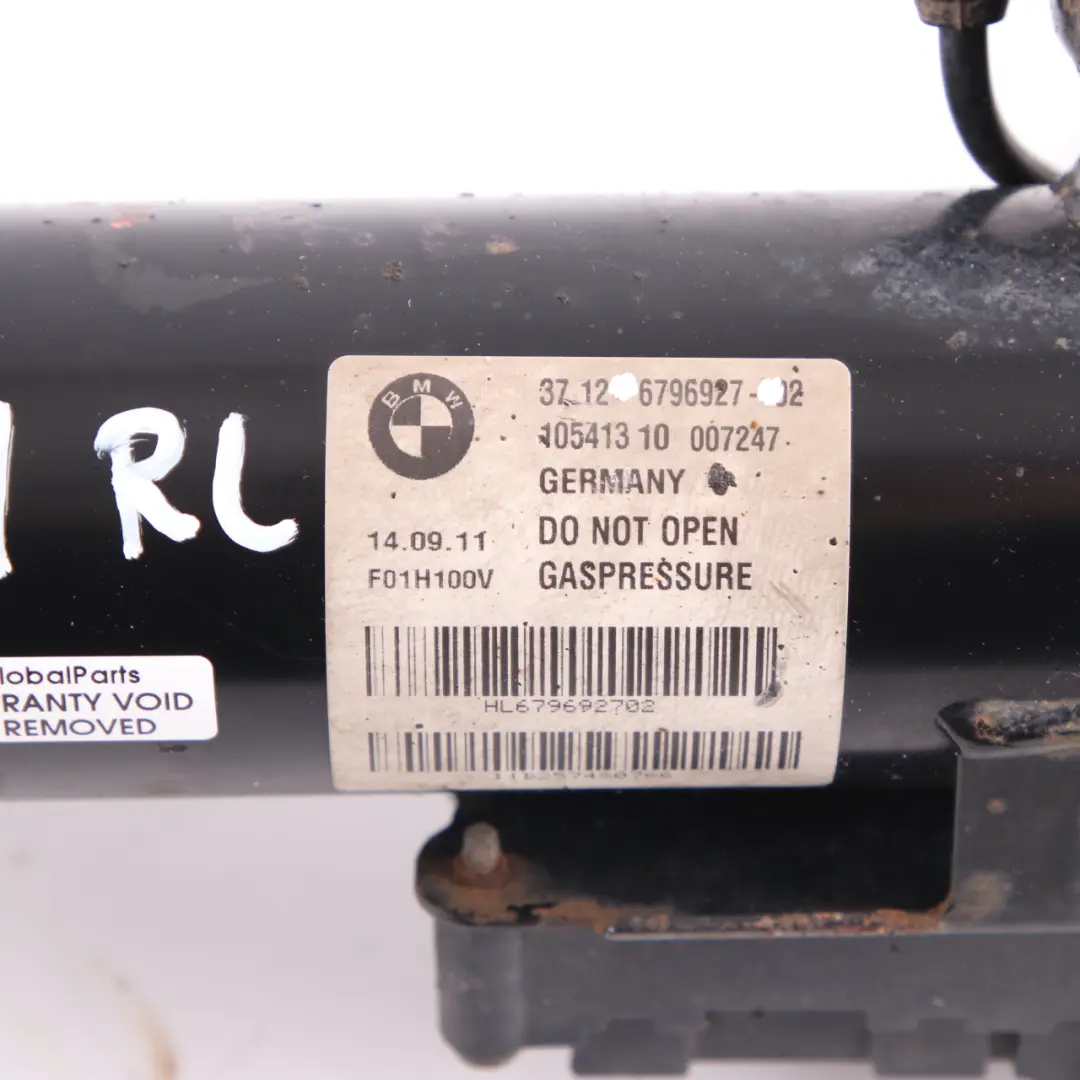 RL
BMW
37 12 6796927-02
105413 10 007247
GERMANY
DO NOT OPEN
GASPRESSURE
14.09.11
F01H100V
HL679692702
lobalParts
RANTY VOID
REMOVED